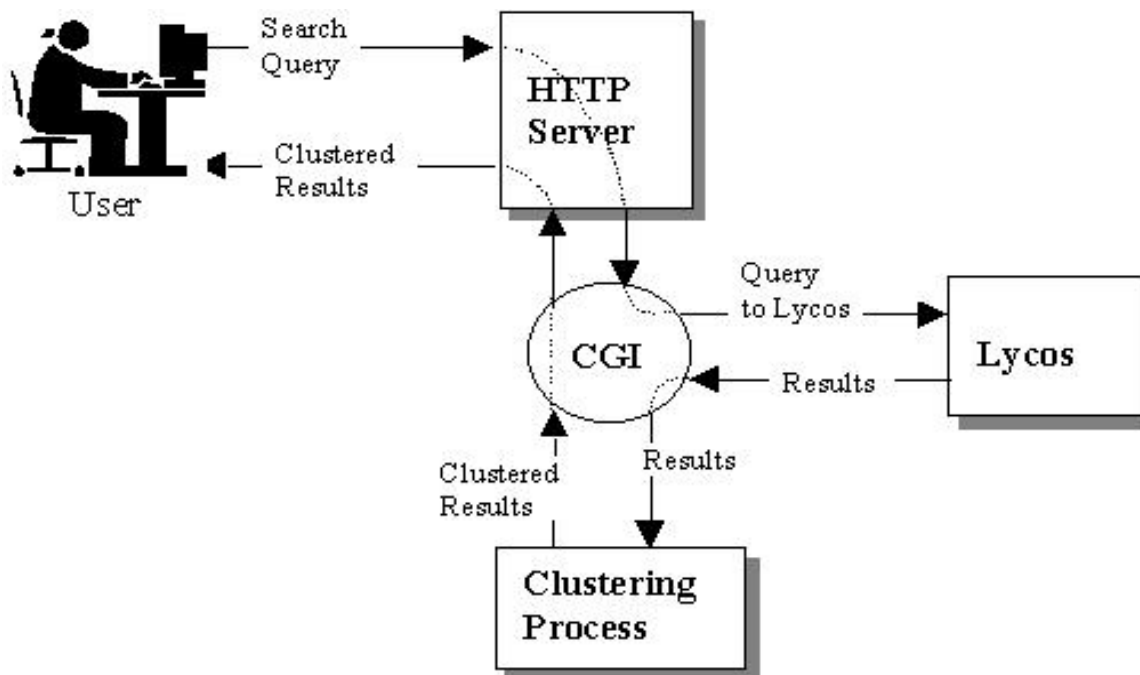 Search
Query
HTTP
Server
Clustered
Results
User
Query
to Lycos
CGI
Lycos
Results
Clustered
Results
Results
Clustering
Process